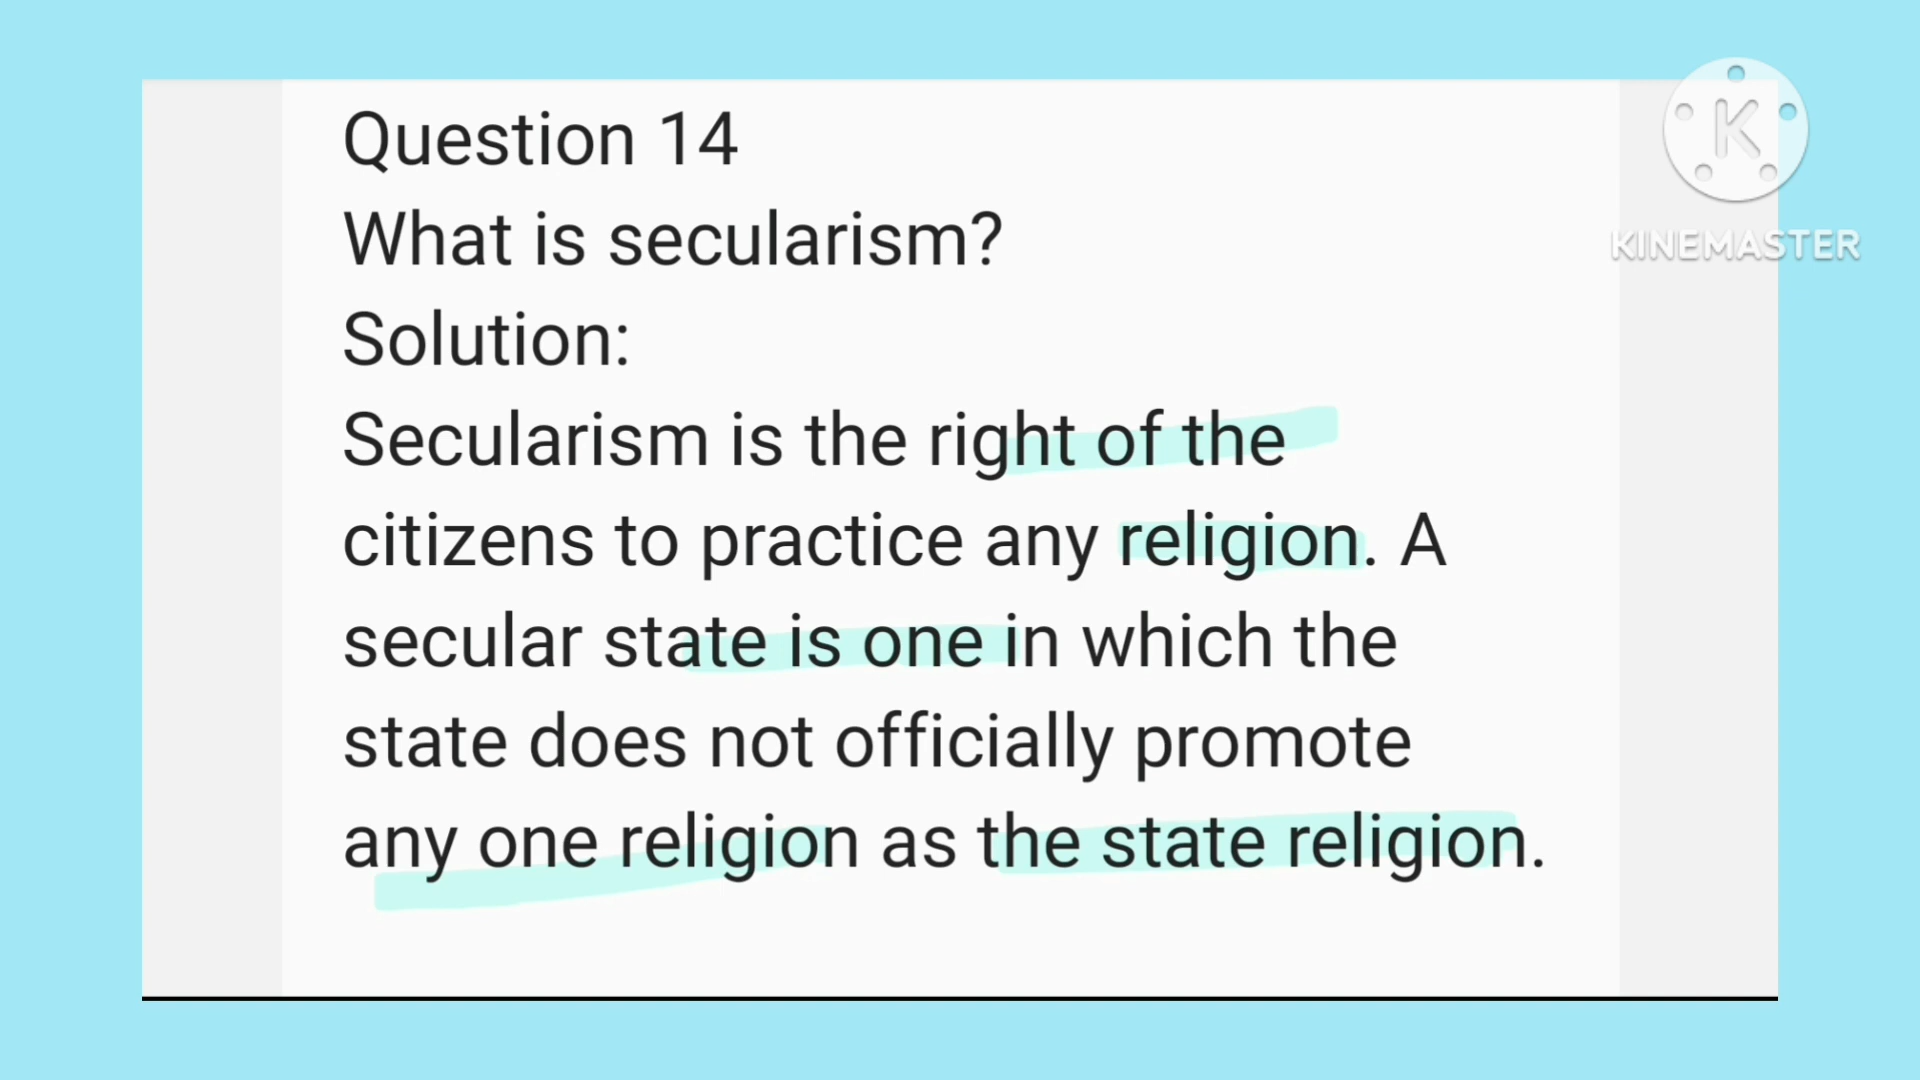 Question 14
What is secularism?
Solution:
Secularism is the right of the
citizens to practice any religion. A
secular state is one in which the
state does not officially promote
any one religion as the state religion.
K
KINEMASTER